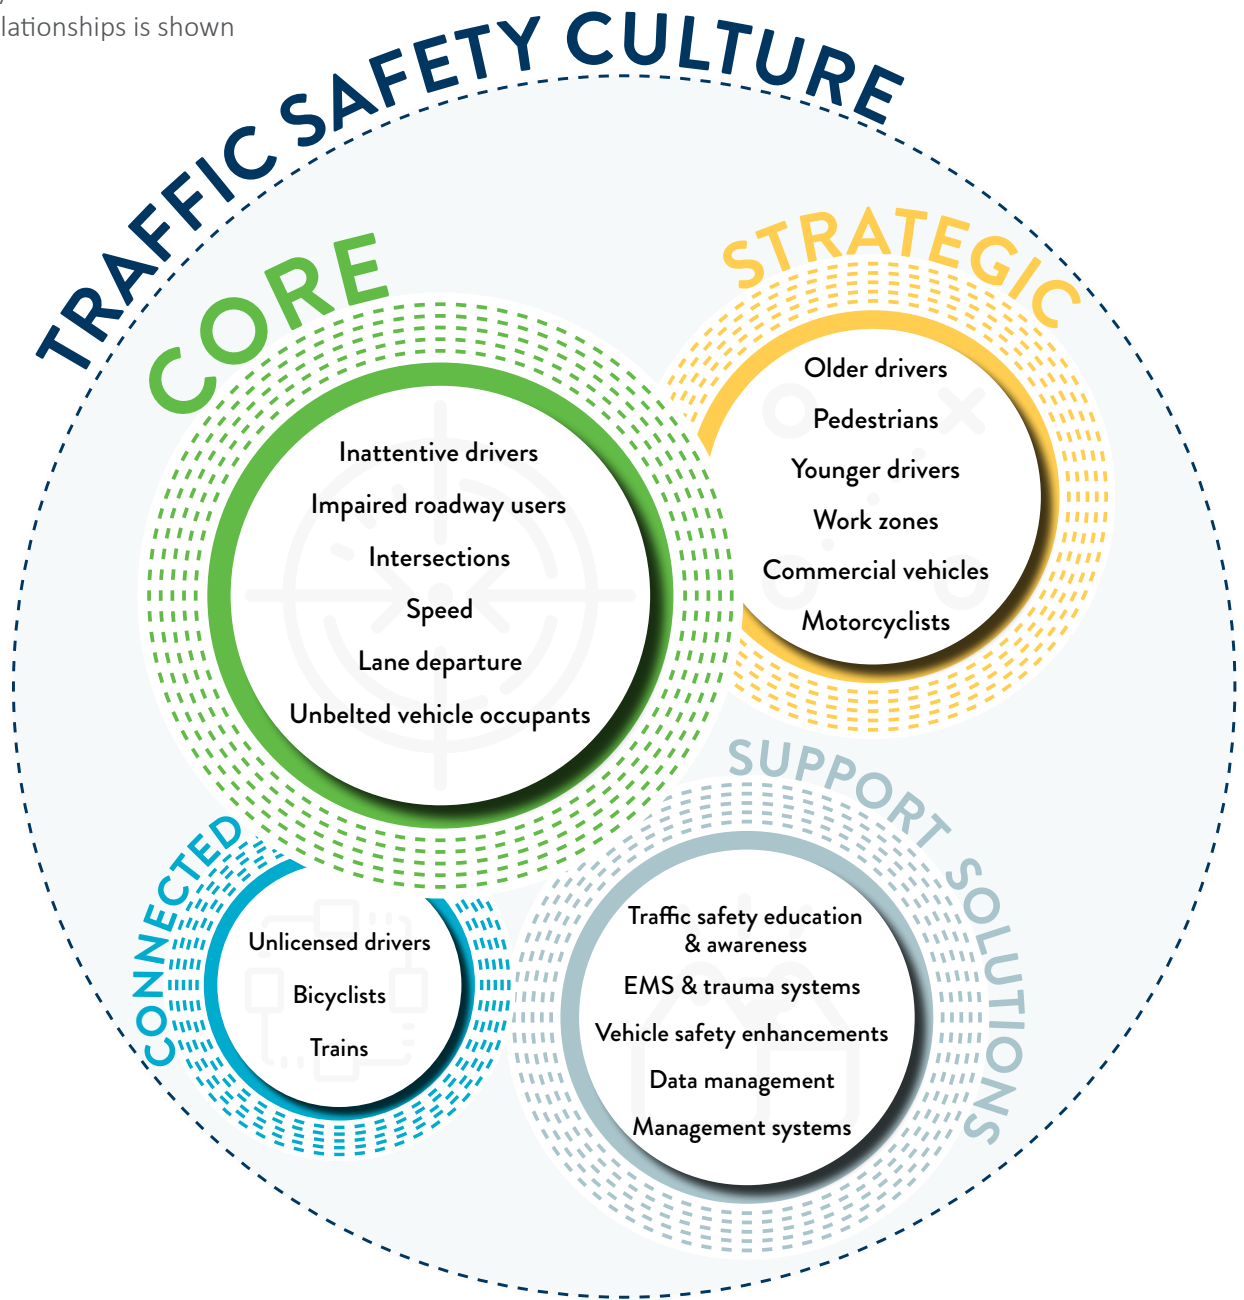 lationships is shown
TRAFFIC SAFETY CULTURE
CORE
Inattentive drivers
Impaired roadway users
Intersections
Speed
Lane departure
Unbelted vehicle occupants
STRATEGIC
Older drivers
Pedestrians
Younger drivers
Work zones
Commercial vehicles
Motorcyclists
CONNECTED
Unlicensed drivers
Bicyclists
Trains
SUPPORT SOLUTIONS
Traffic safety education
& awareness
EMS & trauma systems
Vehicle safety enhancements
Data management
Management systems